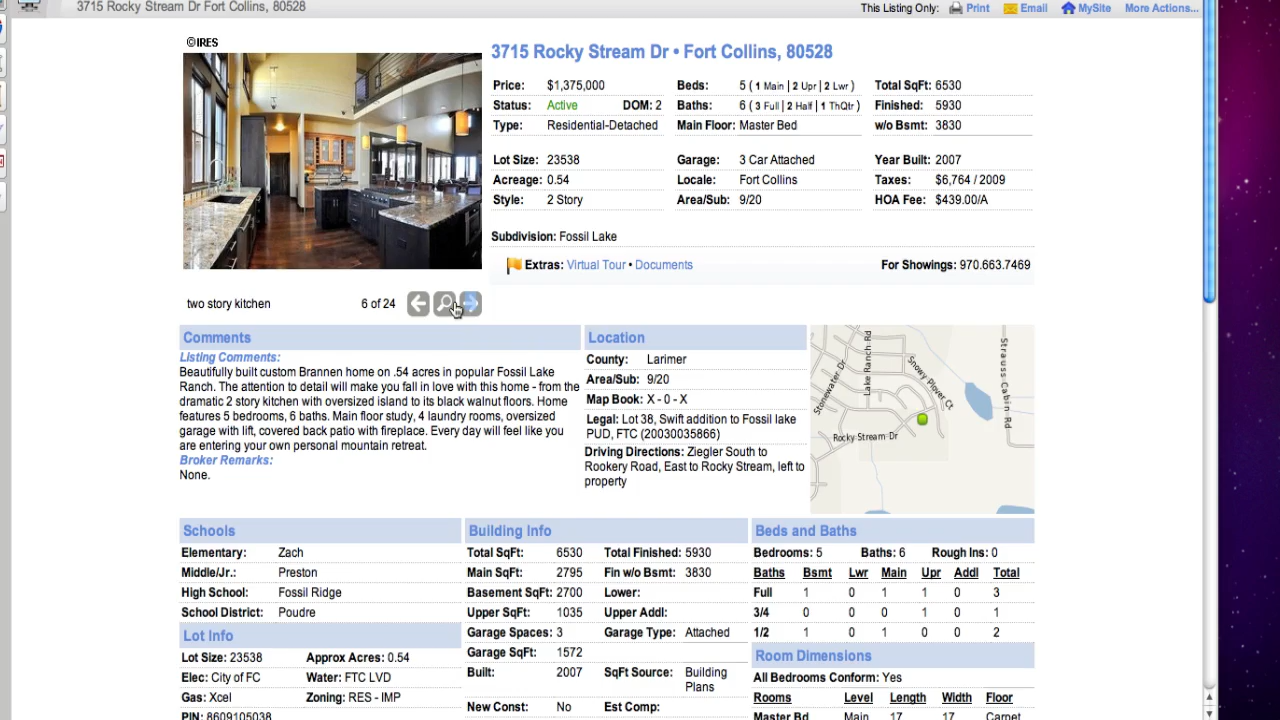 3715 Rocky Stream Dr Fort Collins, 80528
This Listing Only: Print Email MySite More Actions...
©IRES
3715 Rocky Stream Dr • Fort Collins, 80528
Price: $1,375,000 Beds: 5 ( 1 Main | 2 Upr | 2 Lwr ) Total SqFt: 6530
Status: Active DOM: 2 Baths: 6 ( 3 Full | 2 Half | 1 ThQtr ) Finished: 5930
Type: Residential-Detached Main Floor: Master Bed w/o Bsmt: 3830
Lot Size: 23538 Garage: 3 Car Attached Year Built: 2007
Acreage: 0.54 Locale: Fort Collins Taxes: $6,764 / 2009
Style: 2 Story Area/Sub: 9/20 HOA Fee: $439.00/A
Subdivision: Fossil Lake
Extras: Virtual Tour • Documents For Showings: 970.663.7469
two story kitchen 6 of 24
Comments
Listing Comments:
Beautifully built custom Brannen home on .54 acres in popular Fossil Lake
Ranch. The attention to detail will make you fall in love with this home - from the
dramatic 2 story kitchen with oversized island to its black walnut floors. Home
features 5 bedrooms, 6 baths. Main floor study, 4 laundry rooms, oversized
garage with lift, covered back patio with fireplace. Every day will feel like you
are entering your own personal mountain retreat.
Broker Remarks:
None.
Location
County: Larimer
Area/Sub: 9/20
Map Book: X - 0 - X
Legal: Lot 38, Swift addition to Fossil lake
PUD, FTC (20030035866)
Driving Directions: Ziegler South to
Rookery Road, East to Rocky Stream, left to
property
Stonewater Dr
Lake Ranch Rd
Snowy Plover Ct
Strauss Cabin Rd
Rocky Stream Dr
Schools
Elementary: Zach
Middle/Jr.: Preston
High School: Fossil Ridge
School District: Poudre
Lot Info
Lot Size: 23538 Approx Acres: 0.54
Elec: City of FC Water: FTC LVD
Gas: Xcel Zoning: RES - IMP
PIN: 8609105038
Building Info
Total SqFt: 6530 Total Finished: 5930
Main SqFt: 2795 Fin w/o Bsmt: 3830
Basement SqFt: 2700 Lower:
Upper SqFt: 1035 Upper Addl:
Garage Spaces: 3 Garage Type: Attached
Garage SqFt: 1572
Built: 2007 SqFt Source: Building
Plans
New Const: No Est Comp:
Beds and Baths
Bedrooms: 5 Baths: 6 Rough Ins: 0
Baths Bsmt Lwr Main Upr Addl Total
Full 1 0 1 1 0 3
3/4 0 0 0 1 0 1
1/2 1 0 1 0 0 2
Room Dimensions
All Bedrooms Conform: Yes
Rooms Level Length Width Floor
Master Bd Main 17 17 Carpet